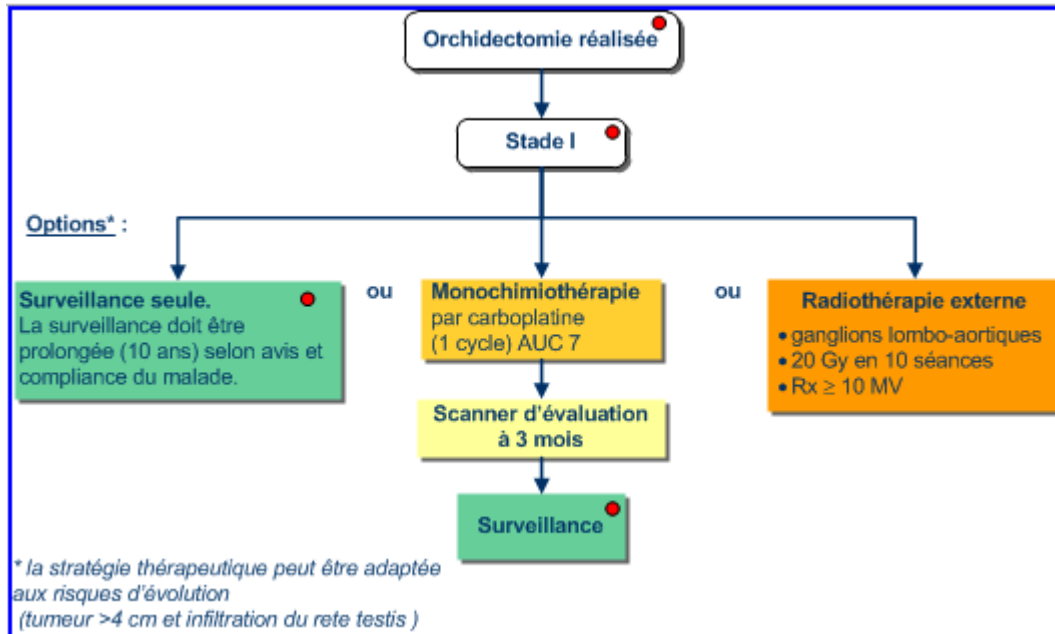 Orchidectomie réalisée
Stade I
Options* :
Surveillance seule.
La surveillance doit être
prolongée (10 ans) selon avis et
compliance du malade.
ou
Monochimiothérapie
par carboplatine
(1 cycle) AUC 7
ou
Radiothérapie externe
• ganglions lombo-aortiques
• 20 Gy en 10 séances
• Rx ≥ 10 MV
Scanner d'évaluation
à 3 mois
Surveillance
* la stratégie thérapeutique peut être adaptée
aux risques d'évolution
(tumeur >4 cm et infiltration du rete testis )